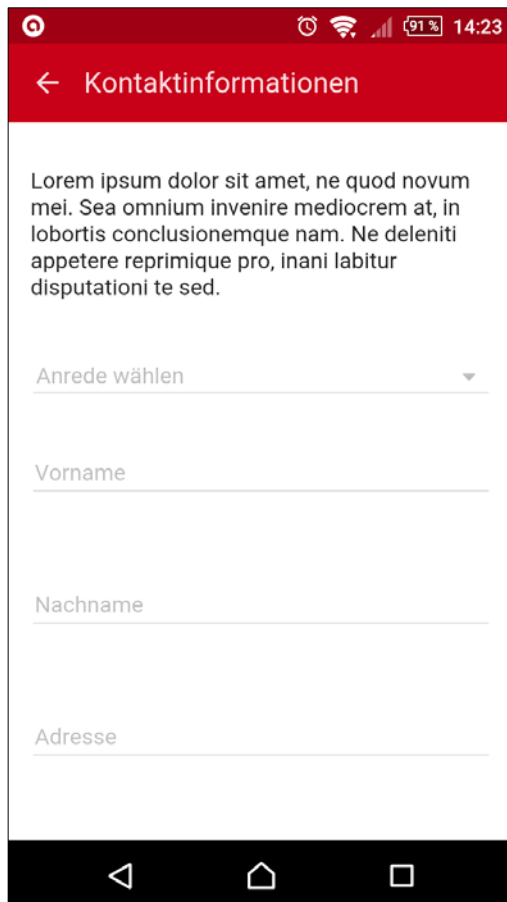 91% 14:23
Kontaktinformationen
Lorem ipsum dolor sit amet, ne quod novum
mei. Sea omnium invenire mediocrem at, in
lobortis conclusionemque nam. Ne deleniti
appetere reprimique pro, inani labitur
disputationi te sed.
Anrede wählen
Vorname
Nachname
Adresse